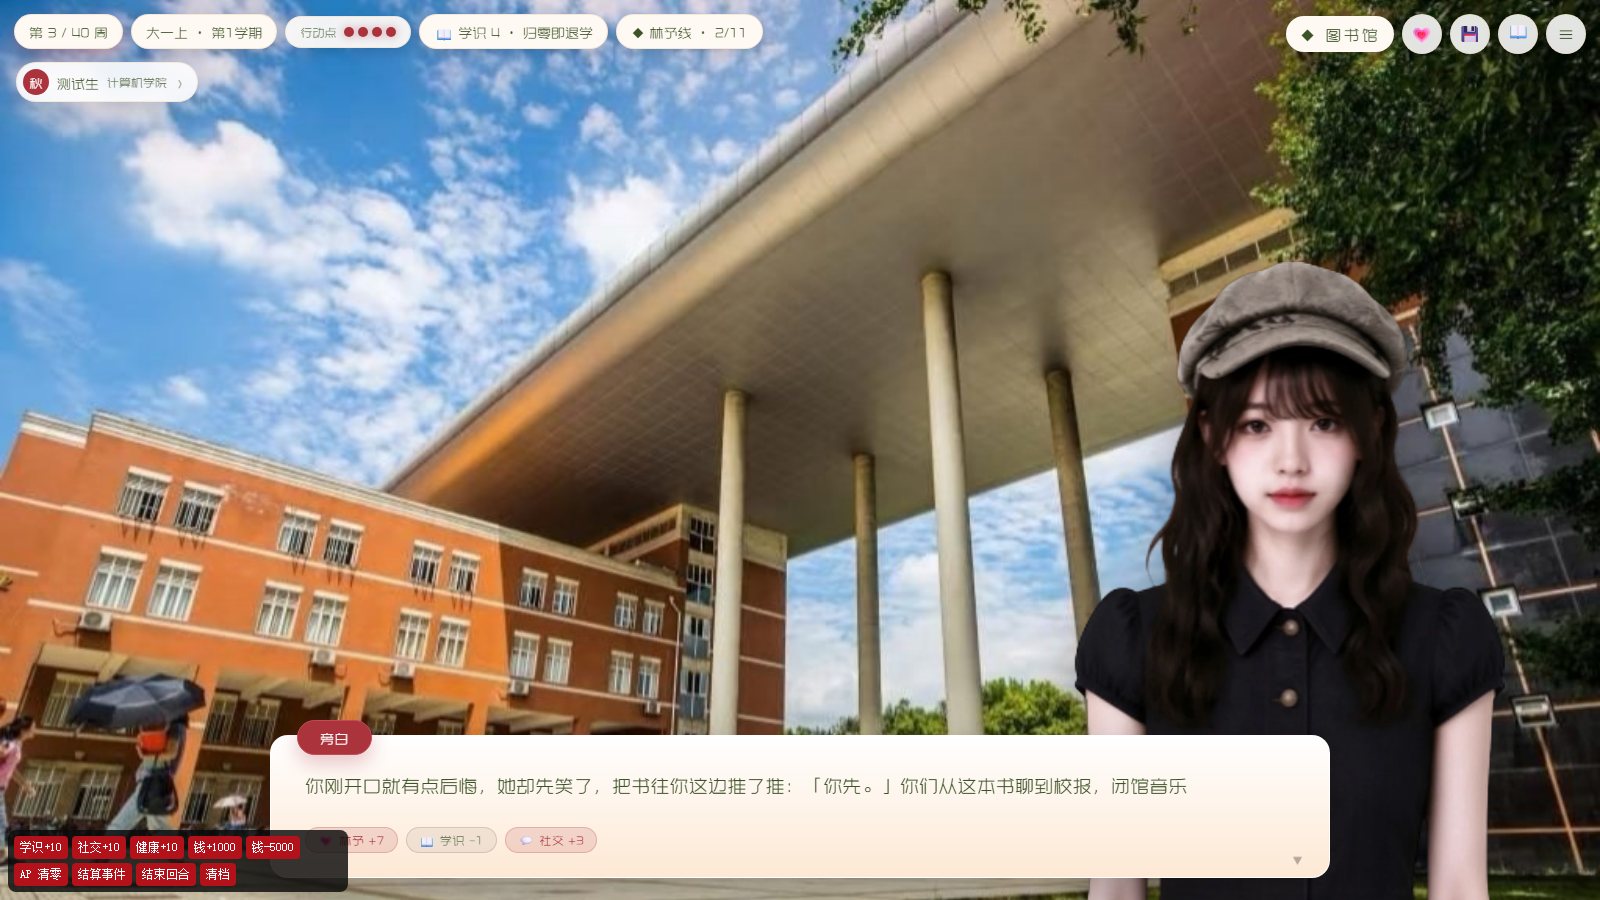 第 3 / 40 周
大一上 · 第1学期
行动点
学识 4 · 归零即退学
◆ 林予线 · 2/11
◆ 图书馆
秋 测试生 计算机学院 ›
旁白
你刚开口就有点后悔，她却先笑了，把书往你这边推了推：「你先。」你们从这本书聊到校报，闭馆音乐
林予 +7 学识 -1 社交 +3
学识+10 社交+10 健康+10 钱+1000 钱-5000
AP 清零 结算事件 结束回合 清档